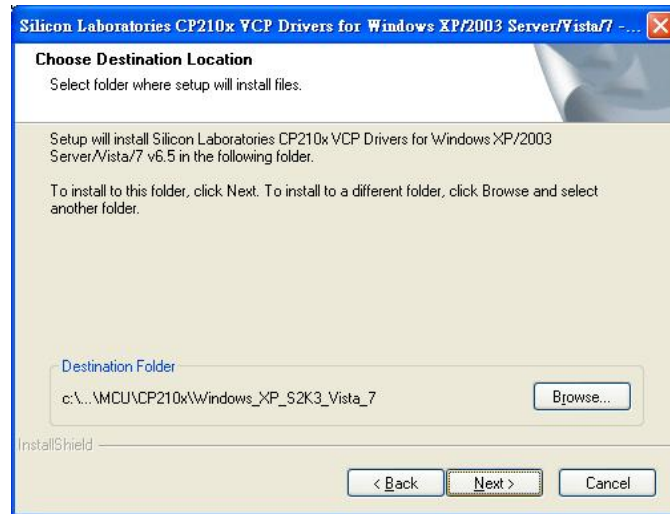 Silicon Laboratories CP210x VCP Drivers for Windows XP/2003 Server/Vista/7 -...
Choose Destination Location
Select folder where setup will install files.
Setup will install Silicon Laboratories CP210x VCP Drivers for Windows XP/2003
Server/Vista/7 v6.5 in the following folder.
To install to this folder, click Next. To install to a different folder, click Browse and select
another folder.
Destination Folder
c:\...\MCU\CP210x\Windows_XP_S2K3_Vista_7
Browse...
InstallShield
< Back
Next >
Cancel